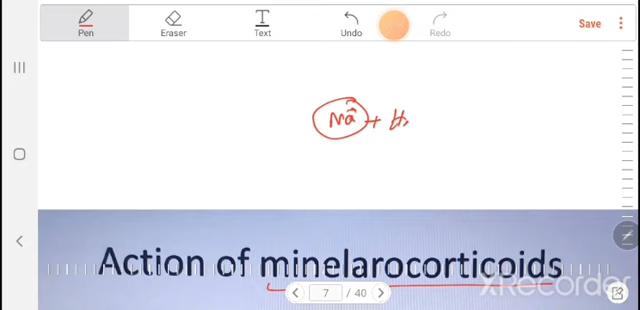 Pen Eraser Text Undo Redo Save
Na+ +
Action of minelarocorticoids
7 / 40
XRecorder